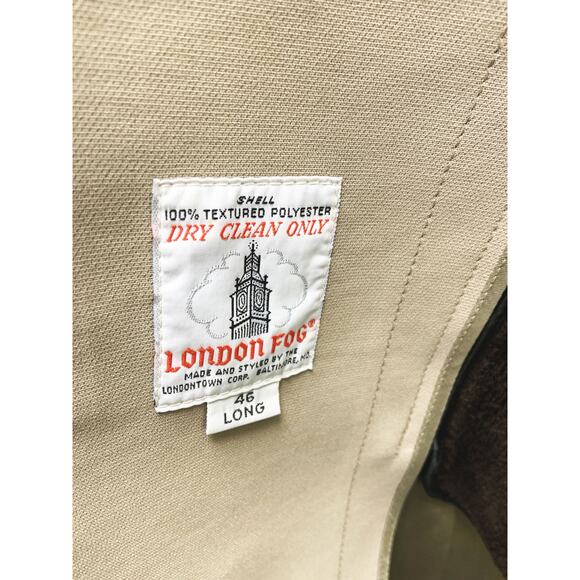 SHELL
100% TEXTURED POLYESTER
DRY CLEAN ONLY
LONDON FOG®
MADE AND STYLED BY THE
LONDONTOWN CORP. BALTIMORE, MD.
46
LONG